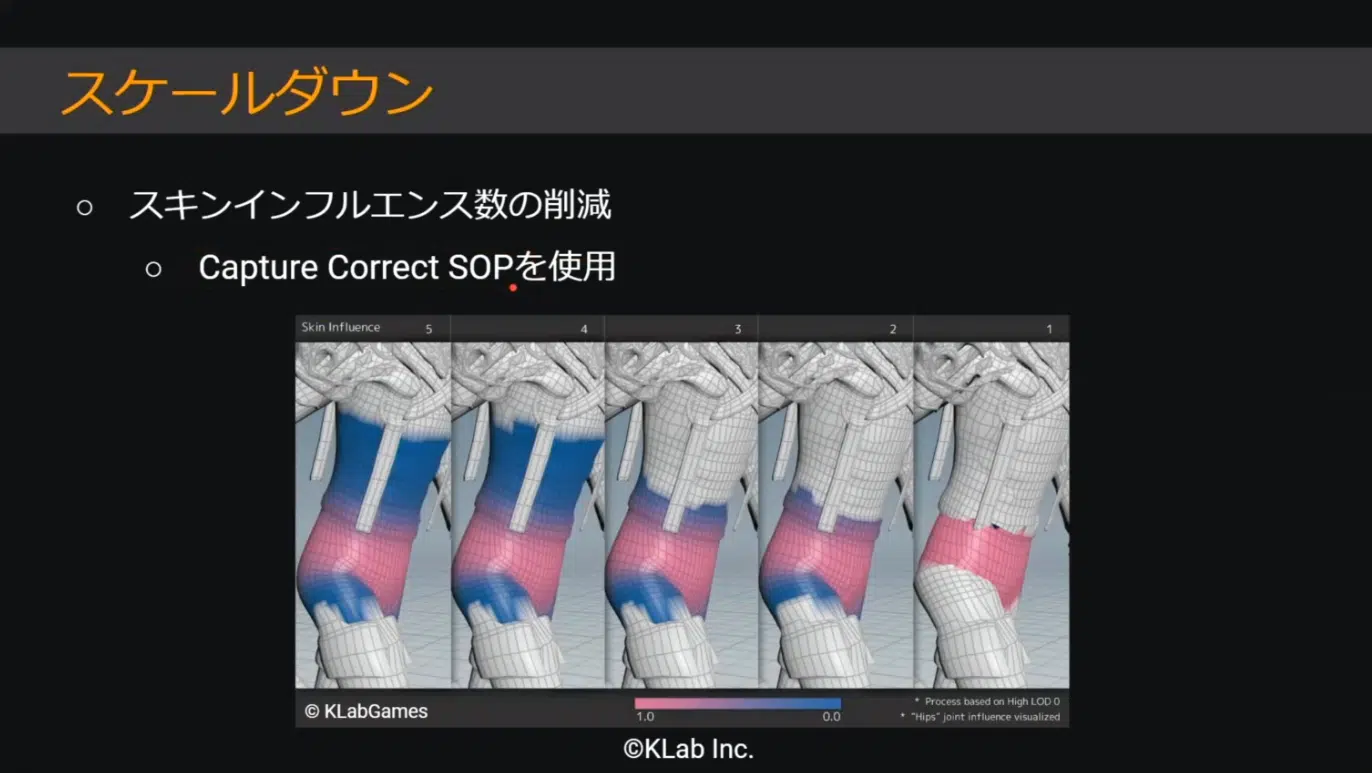 スケールダウン
○ スキンインフルエンス数の削減
○ Capture Correct SOPを使用
Skin Influence 5 4 3 2 1
© KLabGames
1.0 0.0
* Process based on High LOD 0
* "Hips" joint influence visualized
©KLab Inc.